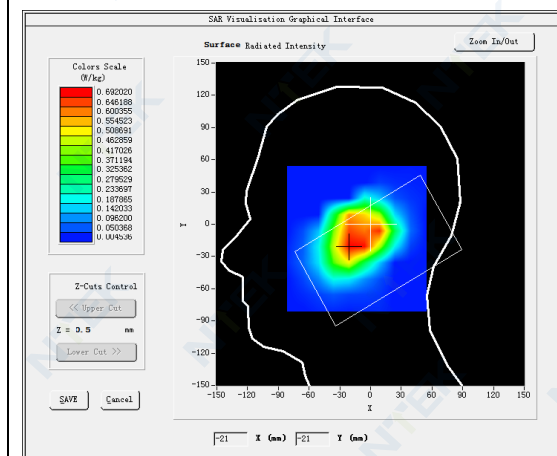 SAR Visualisation Graphical Interface
Surface Radiated Intensity
Zoom In/Out
Colors Scale
(W/kg)
0.692020
0.646188
0.600355
0.554523
0.508691
0.462859
0.417026
0.371194
0.325362
0.279529
0.233697
0.187865
0.142033
0.096200
0.050368
0.004536
150
120
90
60
30
0
-30
-60
-90
-120
-150
Y
-150 -120 -90 -60 -30 0 30 60 90 120 150
X
Z-Cuts Control
<< Upper Cut
Z = 3.5 mm
Lower Cut >>
SAVE Cancel
-21 X (mm) -21 Y (mm)
NTEK